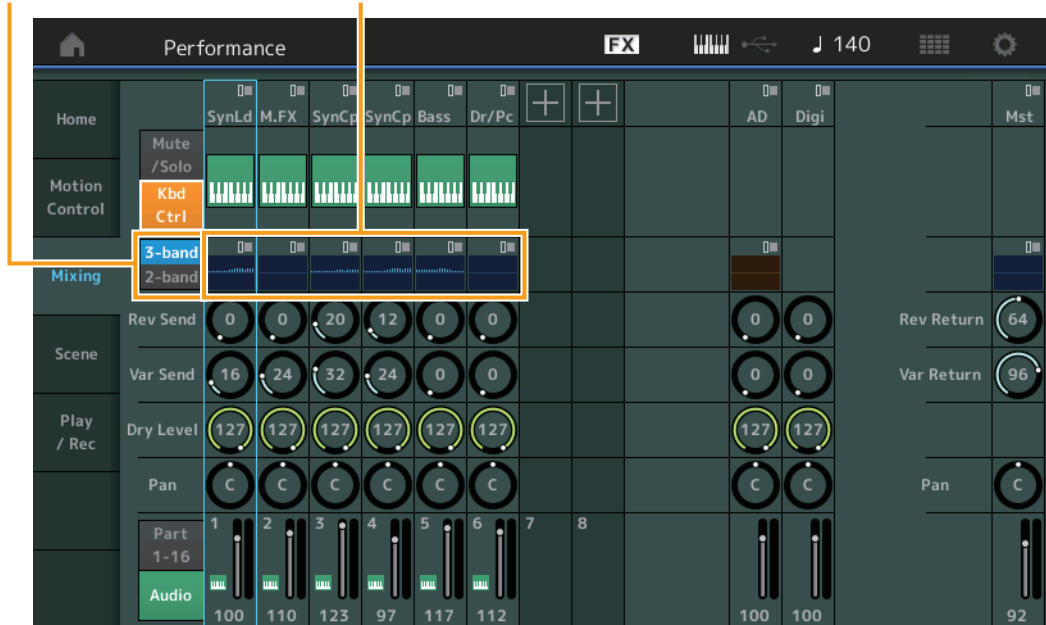 Performance FX 140
SynLd M.FX SynCp SynCp Bass Dr/Pc AD Digi Mst
Home
Mute
/Solo
Motion
Control
Kbd
Ctrl
3-band
2-band
Mixing
Rev Send 0 0 20 12 0 0 0 0 Rev Return 64
Scene
Var Send 16 24 32 24 0 0 0 0 Var Return 96
Play
/ Rec
Dry Level 127 127 127 127 127 127 127 127
Pan C C C C C C C C Pan C
1 2 3 4 5 6 7 8
Part
1-16
Audio
100 110 123 97 117 112 100 100 92